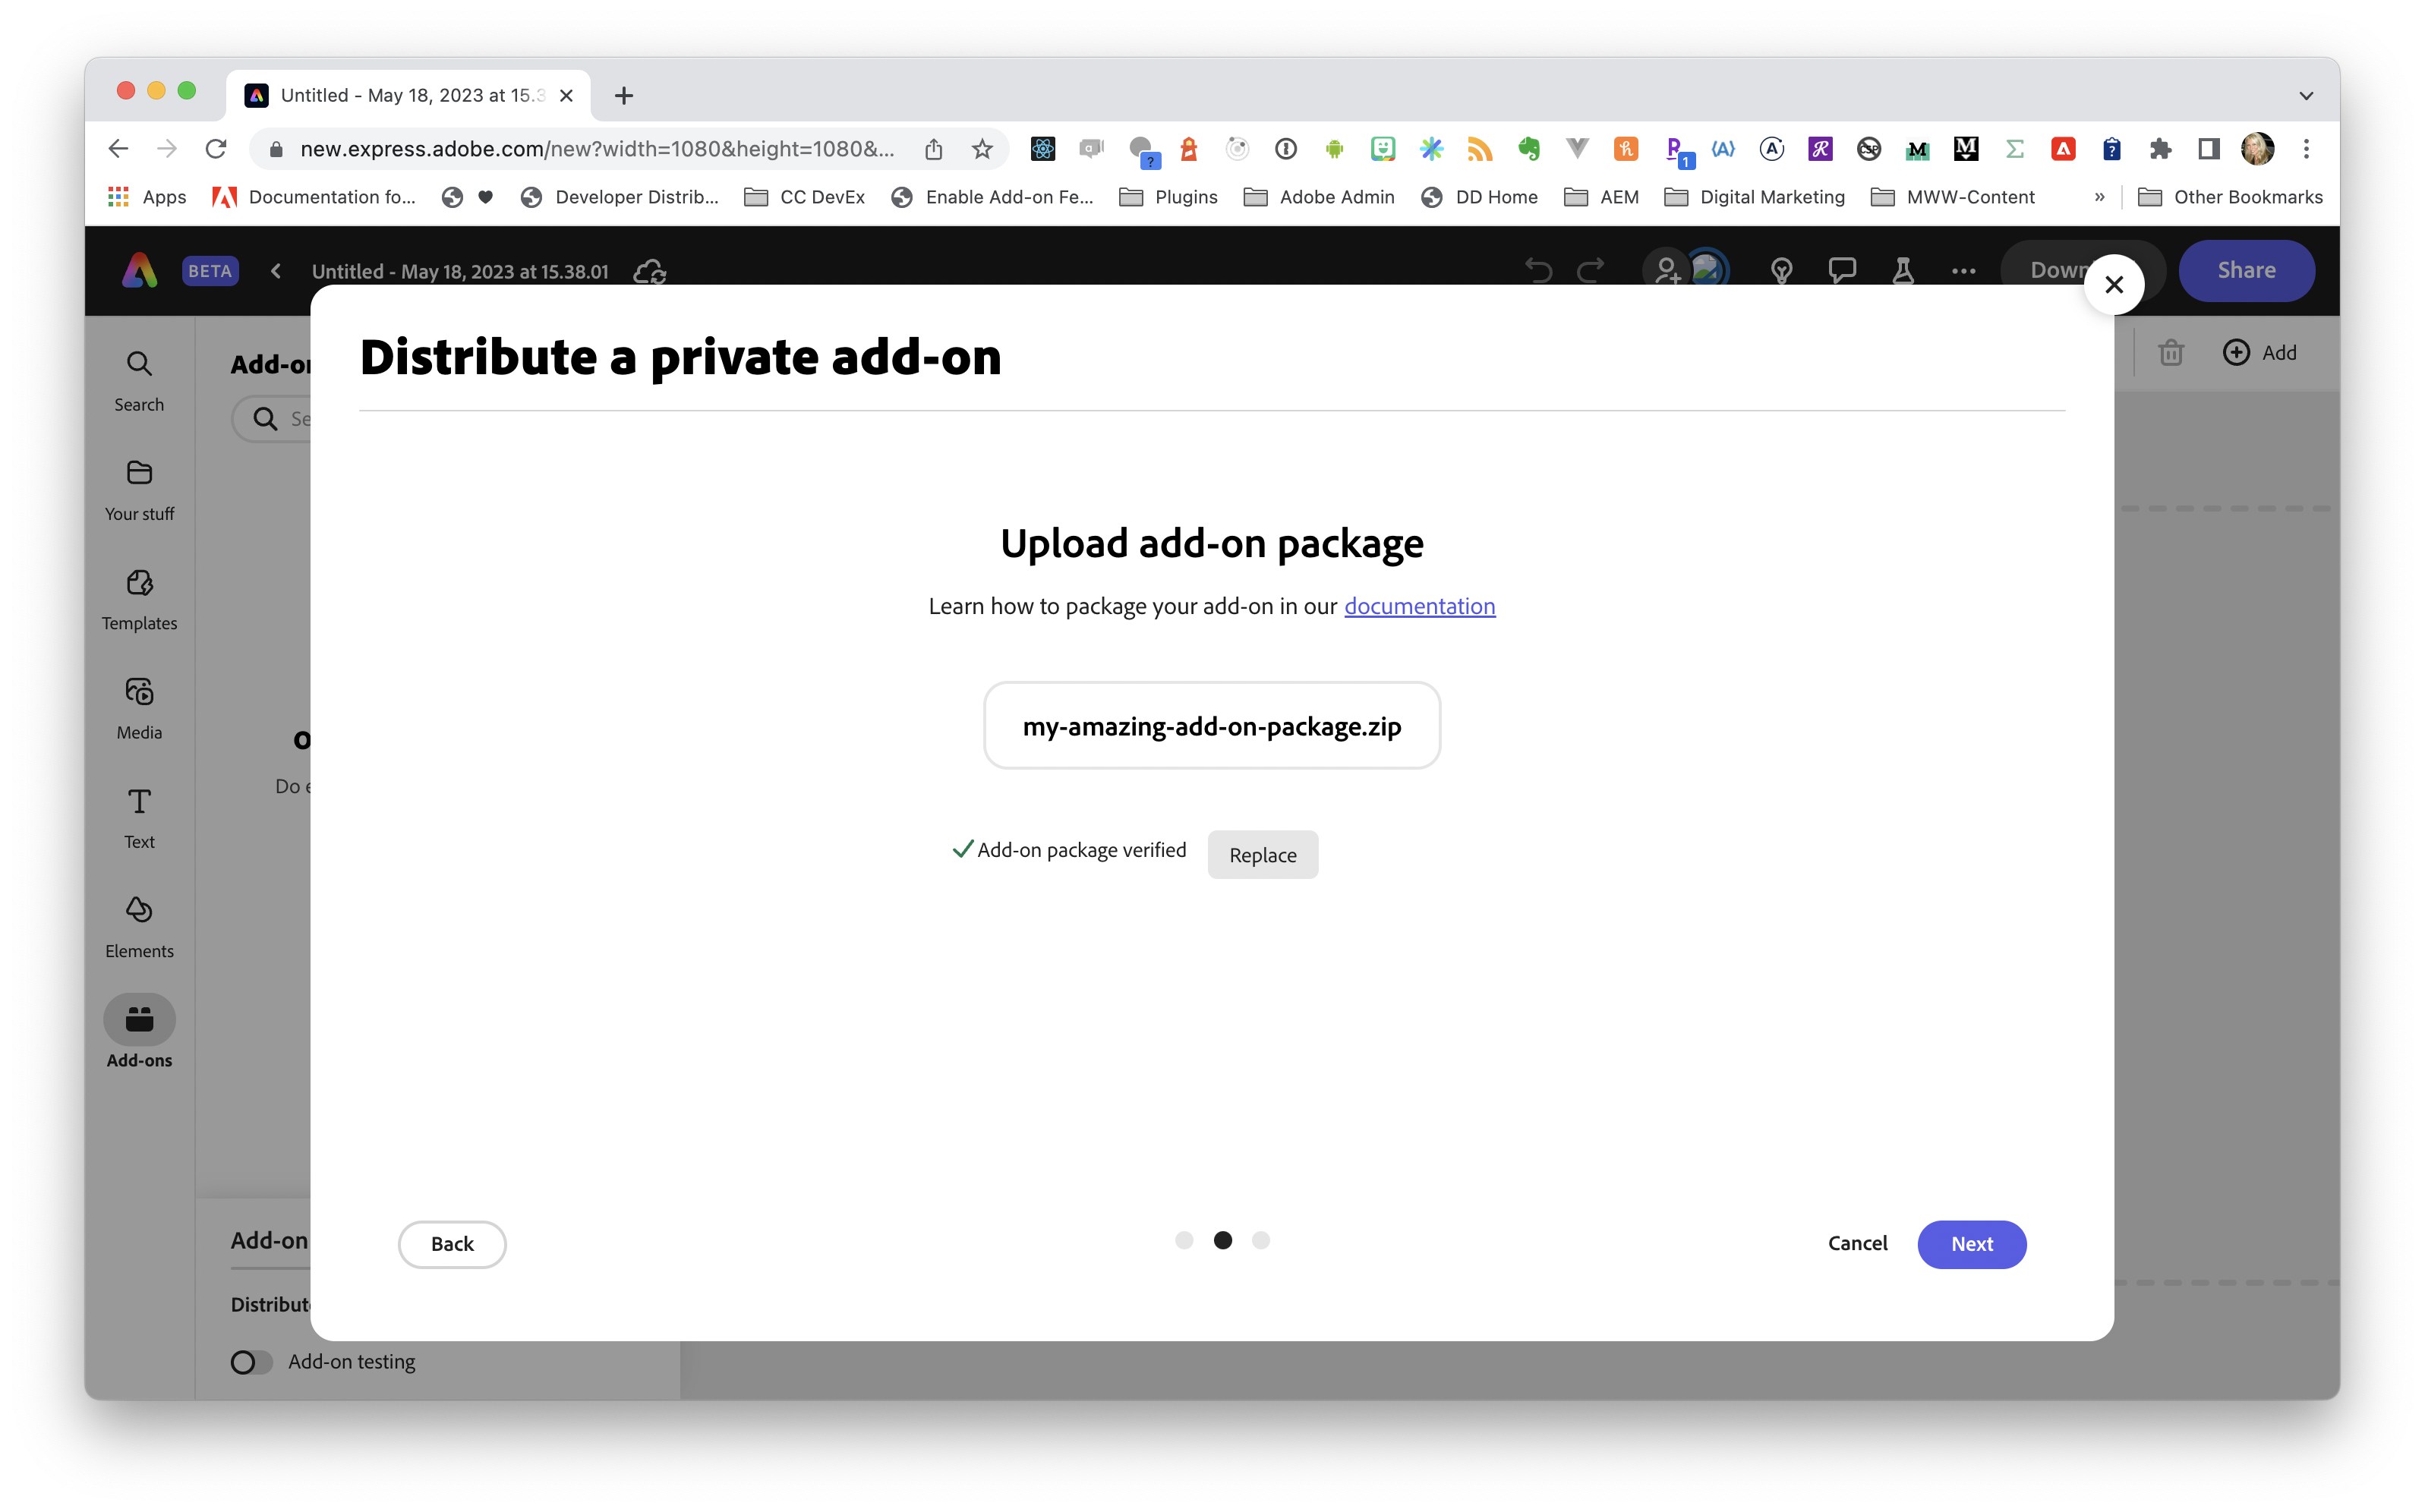 Untitled - May 18, 2023 at 15.3
new.express.adobe.com/new?width=1080&height=1080&...
Apps
Documentation fo...
Developer Distrib...
CC DevEx
Enable Add-on Fe...
Plugins
Adobe Admin
DD Home
AEM
Digital Marketing
MWW-Content
»
Other Bookmarks
BETA
Untitled - May 18, 2023 at 15.38.01
Down
Share
Search
Your stuff
Templates
Media
Text
Elements
Add-ons
Add-on
Se
Do e
Add
Distribute a private add-on
Upload add-on package
Learn how to package your add-on in our documentation
my-amazing-add-on-package.zip
Add-on package verified
Replace
Back
Cancel
Next
Add-on
Distribut
Add-on testing